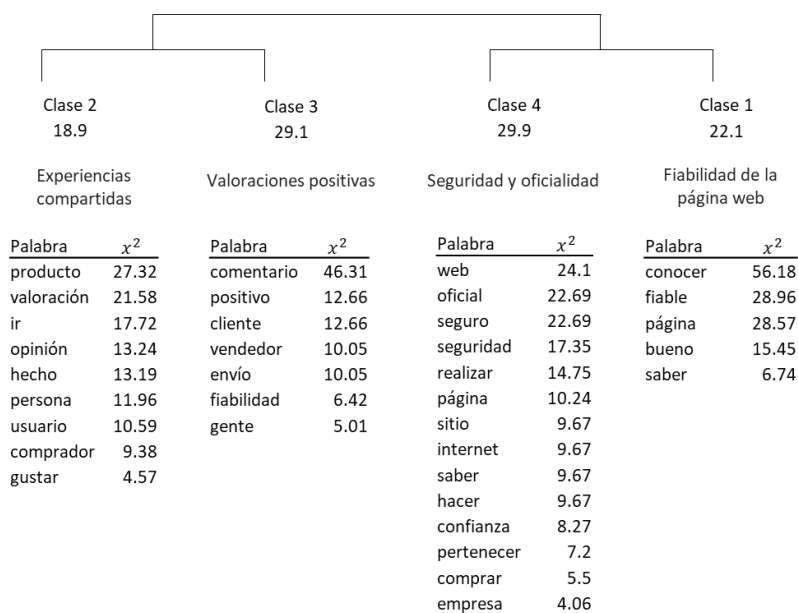 Clase 2
18.9
Experiencias
compartidas
Palabra x²
producto 27.32
valoración 21.58
ir 17.72
opinión 13.24
hecho 13.19
persona 11.96
usuario 10.59
comprador 9.38
gustar 4.57
Clase 3
29.1
Valoraciones positivas
Palabra x²
comentario 46.31
positivo 12.66
cliente 12.66
vendedor 10.05
envío 10.05
fiabilidad 6.42
gente 5.01
Clase 4
29.9
Seguridad y oficialidad
Palabra x²
web 24.1
oficial 22.69
seguro 22.69
seguridad 17.35
realizar 14.75
página 10.24
sitio 9.67
internet 9.67
saber 9.67
hacer 9.67
confianza 8.27
pertenecer 7.2
comprar 5.5
empresa 4.06
Clase 1
22.1
Fiabilidad de la
página web
Palabra x²
conocer 56.18
fiable 28.96
página 28.57
bueno 15.45
saber 6.74